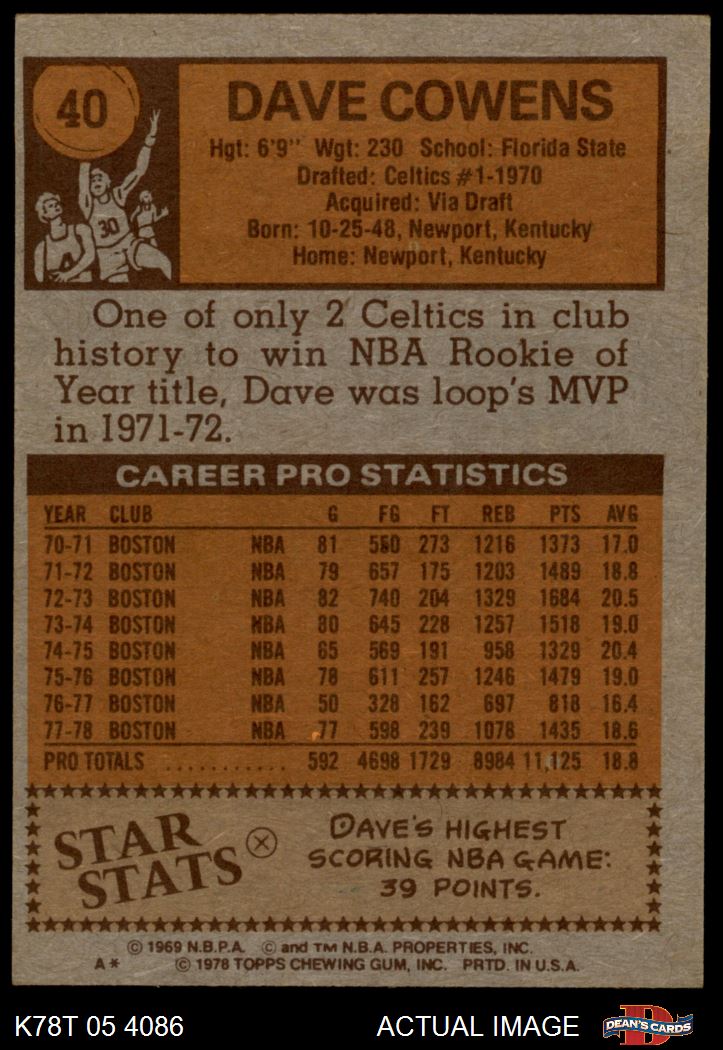 40
DAVE COWENS
Hgt: 6'9" Wgt: 230 School: Florida State
Drafted: Celtics #1-1970
Acquired: Via Draft
Born: 10-25-48, Newport, Kentucky
Home: Newport, Kentucky
30
One of only 2 Celtics in club
history to win NBA Rookie of
Year title, Dave was loop's MVP
in 1971-72.
CAREER PRO STATISTICS
YEAR CLUB G FG FT REB PTS AVG
70-71 BOSTON NBA 81 550 273 1216 1373 17.0
71-72 BOSTON NBA 79 657 175 1203 1489 18.8
72-73 BOSTON NBA 82 740 204 1329 1684 20.5
73-74 BOSTON NBA 80 645 228 1257 1518 19.0
74-75 BOSTON NBA 65 569 191 958 1329 20.4
75-76 BOSTON NBA 78 611 257 1246 1479 19.0
76-77 BOSTON NBA 50 328 162 697 818 16.4
77-78 BOSTON NBA 77 598 239 1078 1435 18.6
PRO TOTALS ........... 592 4698 1729 8984 11,125 18.8
STAR
STATS
DAVE'S HIGHEST
SCORING NBA GAME:
39 POINTS.
© 1969 N.B.P.A. © and TM N.B.A. PROPERTIES, INC.
A* © 1978 TOPPS CHEWING GUM, INC. PRTD. IN U.S.A.
K78T 05 4086 ACTUAL IMAGE
D
DEAN'S CARDS